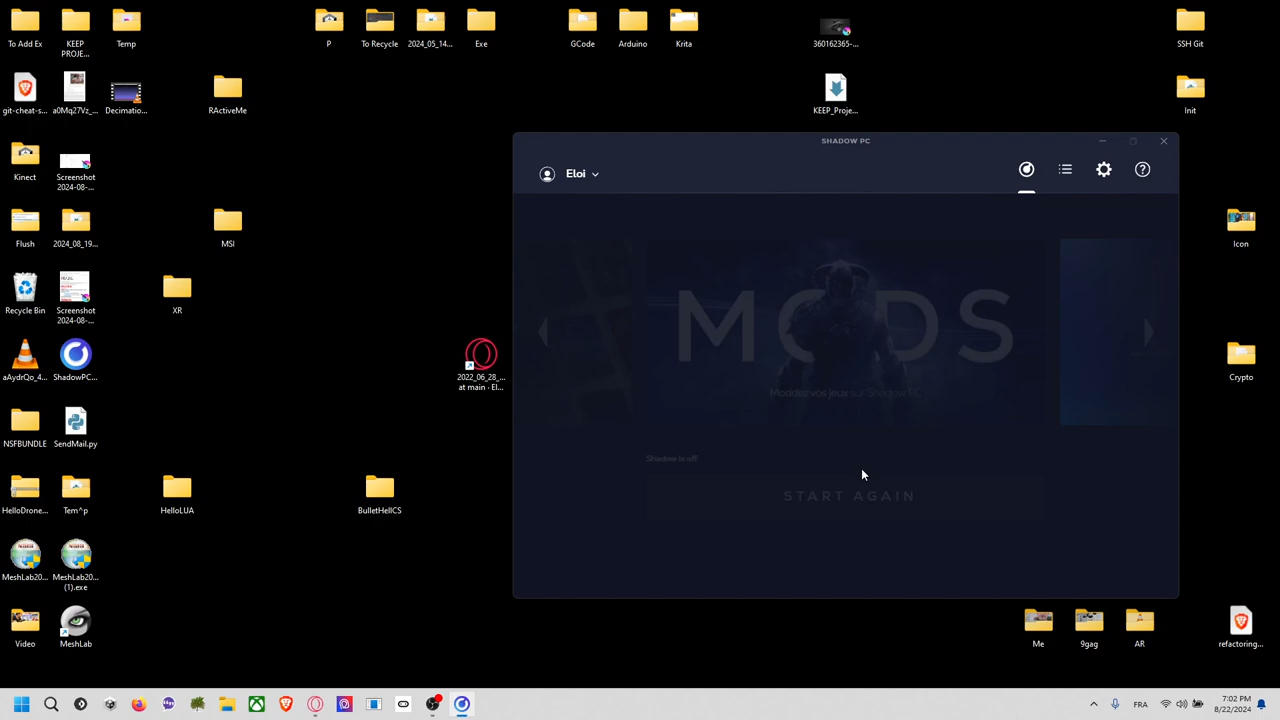 To Add Ex
KEEP
PROJE...
Temp
P
To Recycle
2024_05_14...
Exe
GCode
Arduino
Krita
360162365-...
SSH Git
git-cheat-s...
a0Mq27Vz_...
Decimatio...
RActiveMe
KEEP_Proje...
Init
SHADOW PC
Eloi
Kinect
Screenshot
2024-08-...
Flush
2024_08_19...
MSI
Icon
Recycle Bin
Screenshot
2024-08-...
XR
MODS
Moddez vos jeux sur Shadow PC
aAydrQo_4...
ShadowPC...
2022_06_28_...
at main · El...
Crypto
NSFBUNDLE
SendMail.py
Shadow is off
START AGAIN
HelloDrone...
Tem^p
HelloLUA
BulletHellCS
MeshLab20...
MeshLab20...
(1).exe
Video
MeshLab
Me
9gag
AR
refactoring...
FRA
7:02 PM
8/22/2024